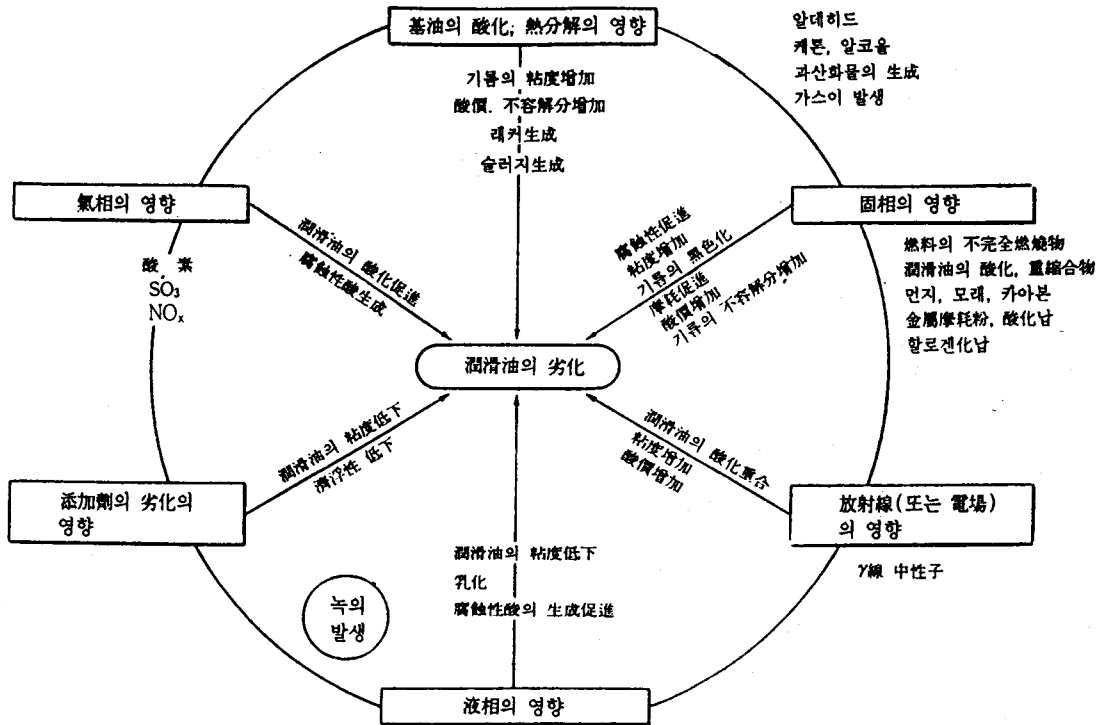 基油의 酸化; 熱分解의 영향
알데히드
케톤, 알코올
과산화물의 生成
가스이 발생
기름의 粘度增加
酸價. 不容解分增加
래커生成
슬러지生成
氣相의 영향
固相의 영향
潤滑油의 酸化促進
腐蝕性酸生成
腐蝕性促進
粘度增加
기름의 黑色化
摩耗促進
酸價增加
기름의 不容解分增加
酸 素
SO₃
NOₓ
燃料의 不完全燃燒物
潤滑油의 酸化, 重縮合物
먼지, 모래, 카아본
金屬摩耗粉, 酸化납
할로겐化납
潤滑油의 劣化
潤滑油의 粘度低下
淸浮性 低下
潤滑油의 酸化重合
粘度增加
酸價增加
添加劑의 劣化의
영향
放射線(또는 電場)
의 영향
γ線 中性子
潤滑油의 粘度低下
乳化
腐蝕性酸의 生成促進
녹의
발생
液相의 영향